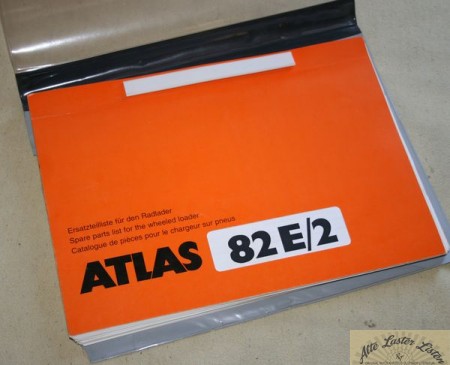 Ersatzteilliste für den Radlader
Spare parts list for the wheeled loader
Catalogue de pièces pour le chargeur sur pneus
ATLAS 82 E/2
Alte Laster Listen